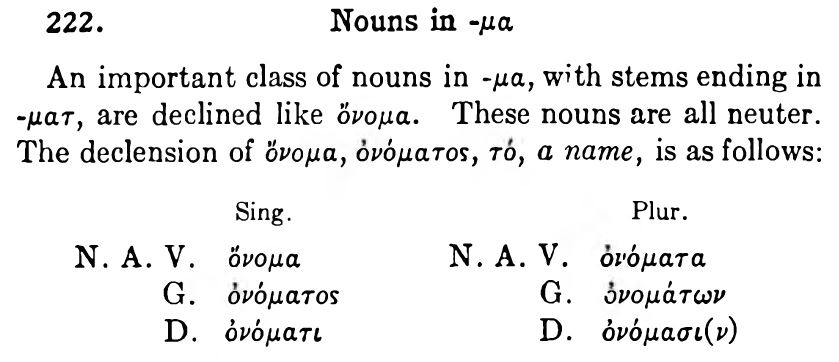 222. Nouns in -μα
An important class of nouns in -μα, with stems ending in
-ματ, are declined like ὄνομα. These nouns are all neuter.
The declension of ὄνομα, ὀνόματος, τό, a name, is as follows:
Sing. Plur.
N. A. V. ὄνομα N. A. V. ὀνόματα
G. ὀνόματος G. ὀνομάτων
D. ὀνόματι D. ὀνόμασι(ν)